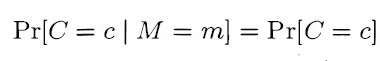 Pr[C = c | M = m] = Pr[C = c]